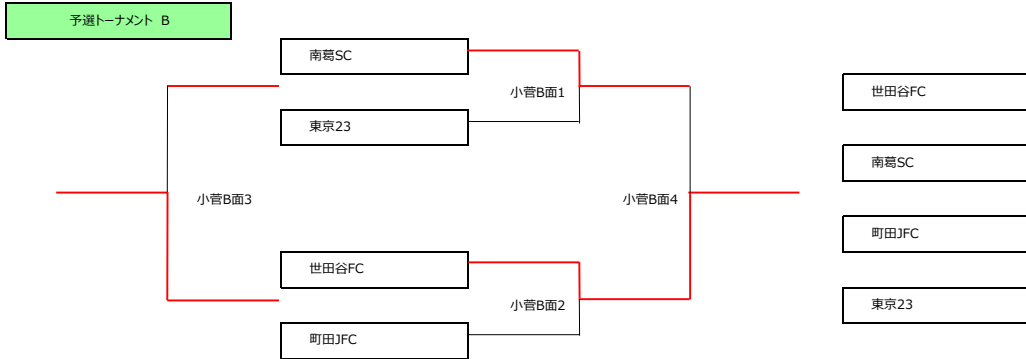 予選トーナメント B
南葛SC
小菅B面1
東京23
小菅B面3
小菅B面4
世田谷FC
小菅B面2
町田JFC
世田谷FC
南葛SC
町田JFC
東京23